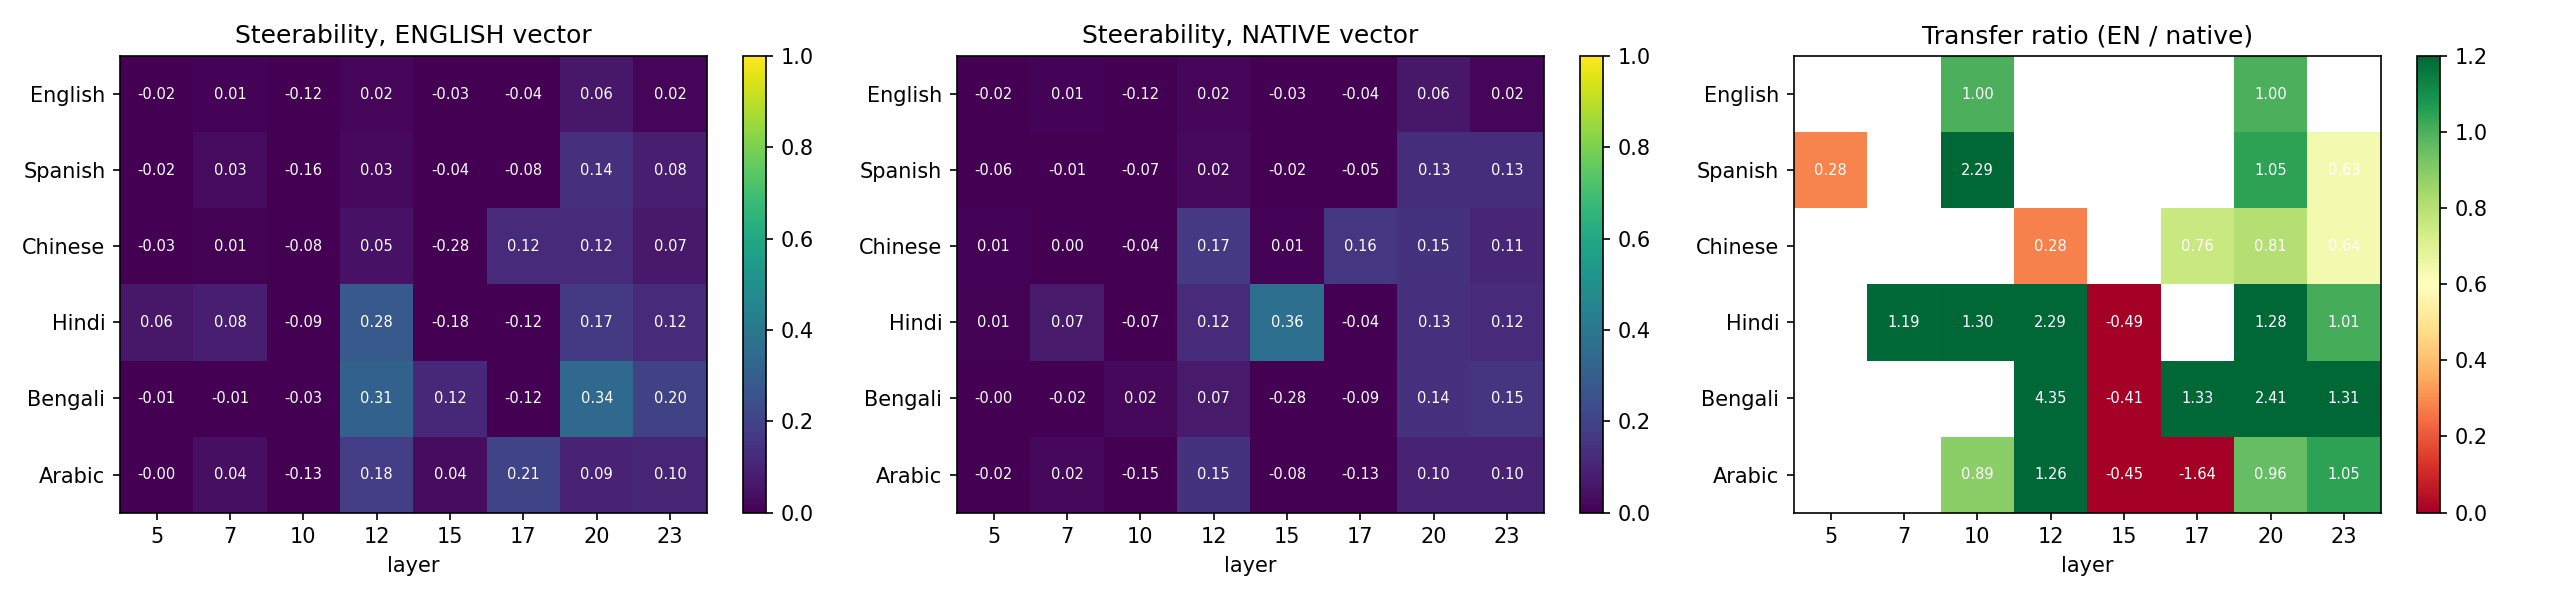 Steerability, ENGLISH vector
English -0.02 0.01 -0.12 0.02 -0.03 -0.04 0.06 0.02
Spanish -0.02 0.03 -0.16 0.03 -0.04 -0.08 0.14 0.08
Chinese -0.03 0.01 -0.08 0.05 -0.28 0.12 0.12 0.07
Hindi 0.06 0.08 -0.09 0.28 -0.18 -0.12 0.17 0.12
Bengali -0.01 -0.01 -0.03 0.31 0.12 -0.12 0.34 0.20
Arabic -0.00 0.04 -0.13 0.18 0.04 0.21 0.09 0.10
5 7 10 12 15 17 20 23
layer
1.0
0.8
0.6
0.4
0.2
0.0
Steerability, NATIVE vector
English -0.02 0.01 -0.12 0.02 -0.03 -0.04 0.06 0.02
Spanish -0.06 -0.01 -0.07 0.02 -0.02 -0.05 0.13 0.13
Chinese 0.01 0.00 -0.04 0.17 0.01 0.16 0.15 0.11
Hindi 0.01 0.07 -0.07 0.12 0.36 -0.04 0.13 0.12
Bengali -0.00 -0.02 0.02 0.07 -0.28 -0.09 0.14 0.15
Arabic -0.02 0.02 -0.15 0.15 -0.08 -0.13 0.10 0.10
5 7 10 12 15 17 20 23
layer
1.0
0.8
0.6
0.4
0.2
0.0
Transfer ratio (EN / native)
English 1.00 1.00
Spanish 0.28 2.29 1.05 0.63
Chinese 0.28 0.76 0.81 0.64
Hindi 1.19 1.30 2.29 -0.49 1.28 1.01
Bengali 4.35 -0.41 1.33 2.41 1.31
Arabic 0.89 1.26 -0.45 -1.64 0.96 1.05
5 7 10 12 15 17 20 23
layer
1.2
1.0
0.8
0.6
0.4
0.2
0.0